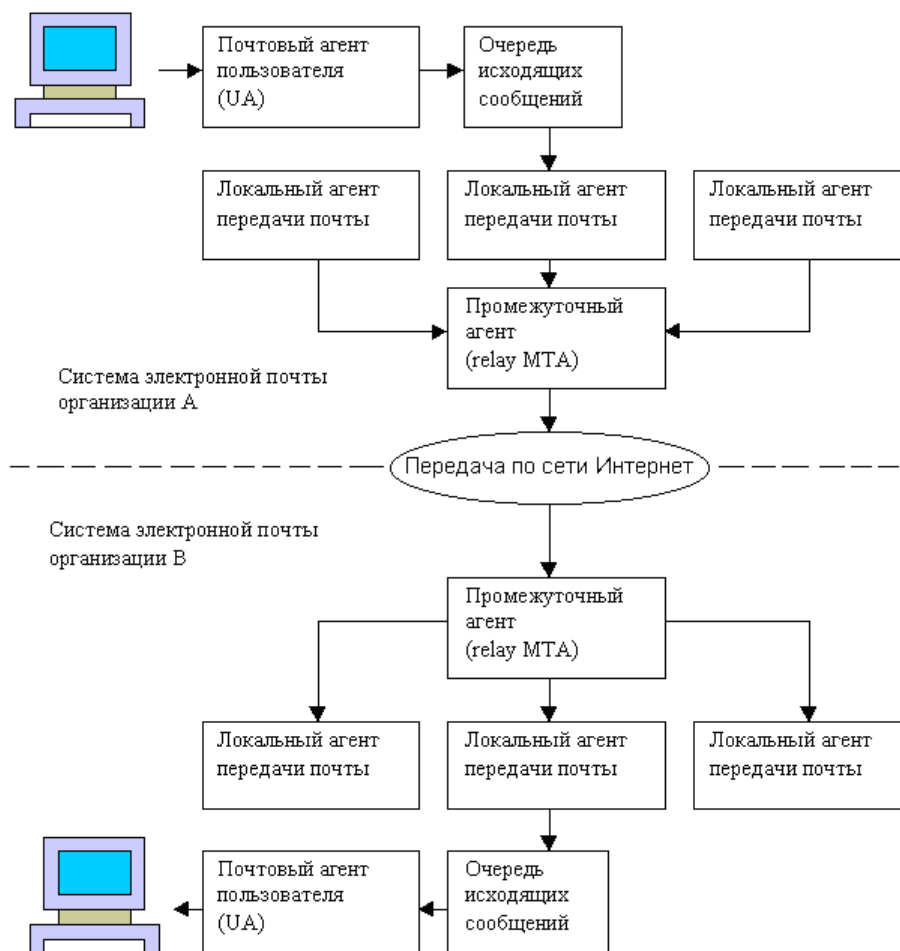 Почтовый агент
пользователя
(UA)
Очередь
исходящих
сообщений
Локальный агент
передачи почты
Локальный агент
передачи почты
Локальный агент
передачи почты
Промежуточный
агент
(relay MTA)
Система электронной почты
организации А
Передача по сети Интернет
Система электронной почты
организации В
Промежуточный
агент
(relay MTA)
Локальный агент
передачи почты
Локальный агент
передачи почты
Локальный агент
передачи почты
Почтовый агент
пользователя
(UA)
Очередь
исходящих
сообщений